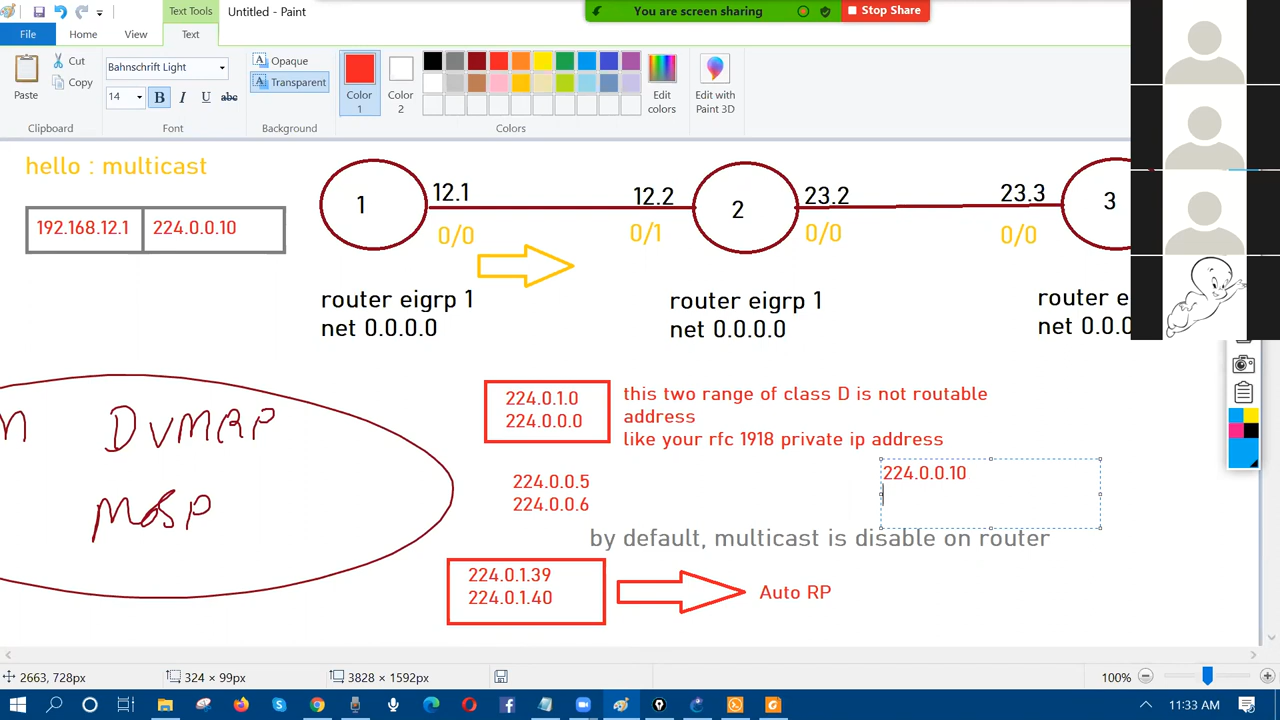 Text Tools
Untitled - Paint
You are screen sharing
Stop Share
File
Home
View
Text
Paste
Cut
Copy
Clipboard
Bahnschrift Light
14
B I U abc
Font
Opaque
Transparent
Background
Color 1
Color 2
Edit colors
Edit with Paint 3D
Colors
hello : multicast
192.168.12.1 224.0.0.10
1
12.1
0/0
12.2
0/1
2
23.2
0/0
23.3
0/0
3
router eigrp 1
net 0.0.0.0
router eigrp 1
net 0.0.0.0
router e
net 0.0.0
DVMRP
224.0.1.0
224.0.0.0
this two range of class D is not routable
address
like your rfc 1918 private ip address
224.0.0.10
224.0.0.5
224.0.0.6
by default, multicast is disable on router
224.0.1.39
224.0.1.40
Auto RP
2663, 728px
324 × 99px
3828 × 1592px
100%
11:33 AM